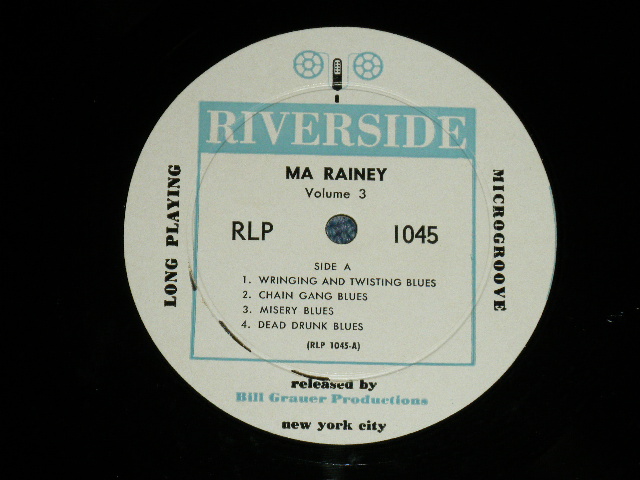 RIVERSIDE
MA RAINEY
Volume 3
RLP 1045
LONG PLAYING
MICROGROOVE
SIDE A
1. WRINGING AND TWISTING BLUES
2. CHAIN GANG BLUES
3. MISERY BLUES
4. DEAD DRUNK BLUES
(RLP 1045-A)
released by
Bill Grauer Productions
new york city